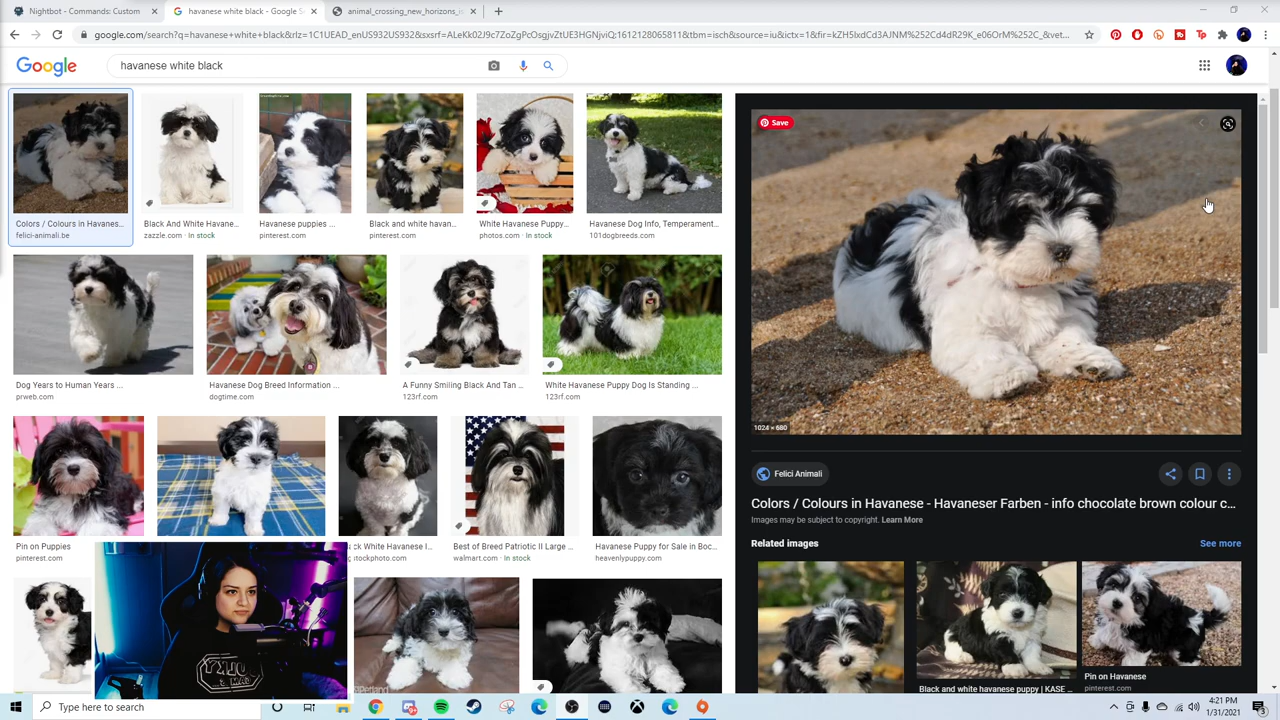 Nightbot - Commands: Custom
havanese white black - Google S
animal_crossing_new_horizons_is
google.com/search?q=havanese+white+black&rlz=1C1UEAD_enUS932US932&sxsrf=ALeKk02J9c7ZoZgPcOsgjvZtUE3HGNjviQ:1612128065811&tbm=isch&source=iu&ictx=1&fir=kZH5IxdCd3AJNM%252Cd4dR29K_e06OrM%252C_&vet...
Google
havanese white black
Save
Colors / Colours in Havanes...
felici-animali.be
Black And White Havane...
zazzle.com · In stock
Havanese puppies ...
pinterest.com
Black and white havan...
pinterest.com
White Havanese Puppy...
photos.com · In stock
Havanese Dog Info, Temperament...
101dogbreeds.com
Dog Years to Human Years ...
prweb.com
Havanese Dog Breed Information ...
dogtime.com
A Funny Smiling Black And Tan ...
123rf.com
White Havanese Puppy Dog Is Standing ...
123rf.com
1024 × 680
Felici Animali
Colors / Colours in Havanese - Havaneser Farben - info chocolate brown colour c...
Images may be subject to copyright. Learn More
Related images
See more
Pin on Puppies
pinterest.com
ck White Havanese I...
stockphoto.com
Best of Breed Patriotic II Large ...
walmart.com · In stock
Havanese Puppy for Sale in Boc...
heavenlypuppy.com
Black and white havanese puppy | KASE ...
Pin on Havanese
pinterest.com
Type here to search
4:21 PM
1/31/2021